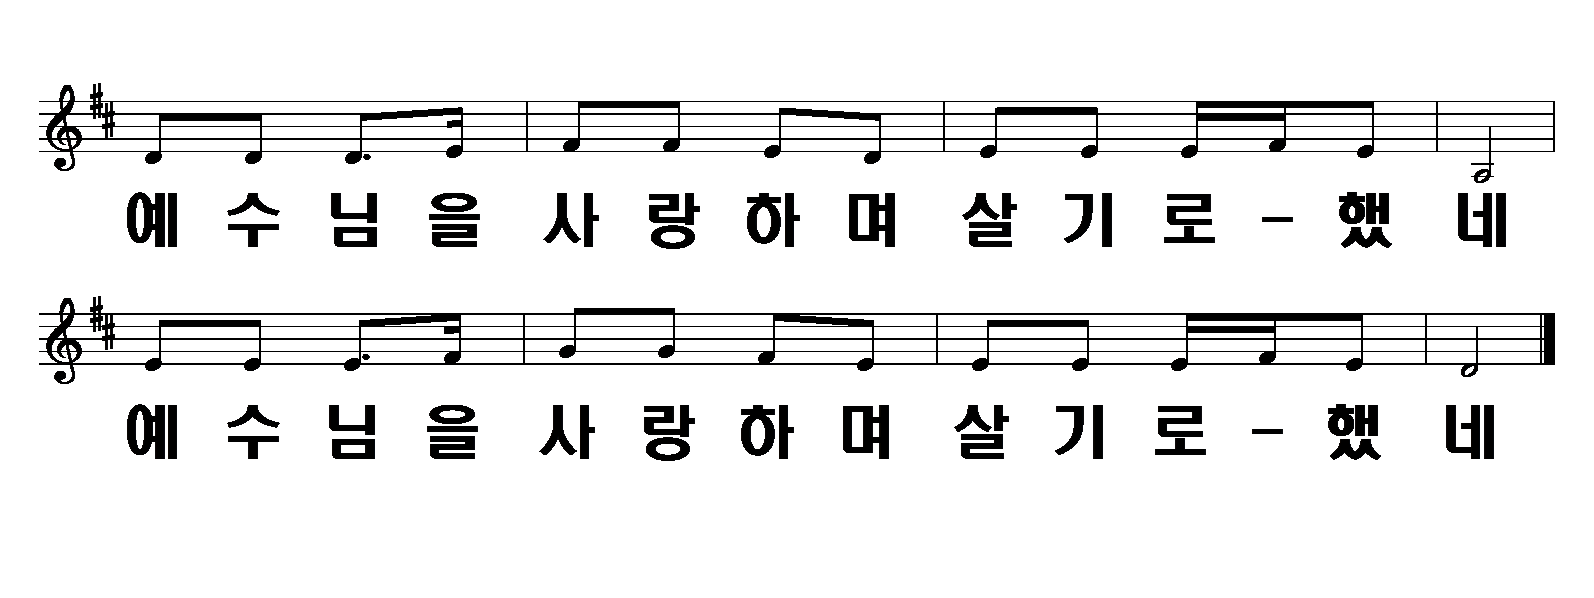 예 수 님 을 사 랑 하 며 살 기 로 - 했 네
예 수 님 을 사 랑 하 며 살 기 로 - 했 네